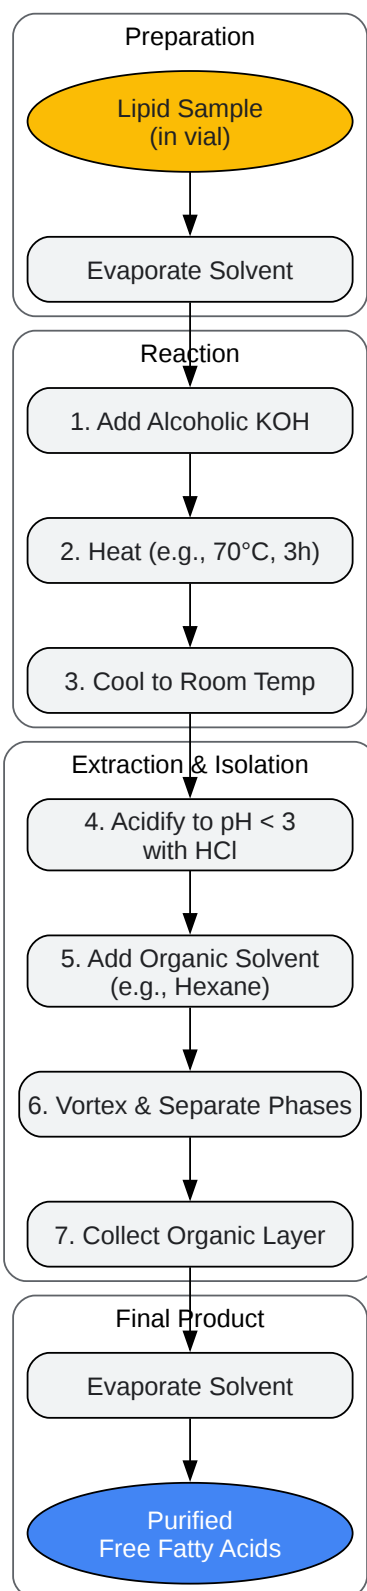 Preparation
Lipid Sample
(in vial)
Evaporate Solvent
Reaction
1. Add Alcoholic KOH
2. Heat (e.g., 70°C, 3h)
3. Cool to Room Temp
Extraction & Isolation
4. Acidify to pH < 3
with HCl
5. Add Organic Solvent
(e.g., Hexane)
6. Vortex & Separate Phases
7. Collect Organic Layer
Final Product
Evaporate Solvent
Purified
Free Fatty Acids